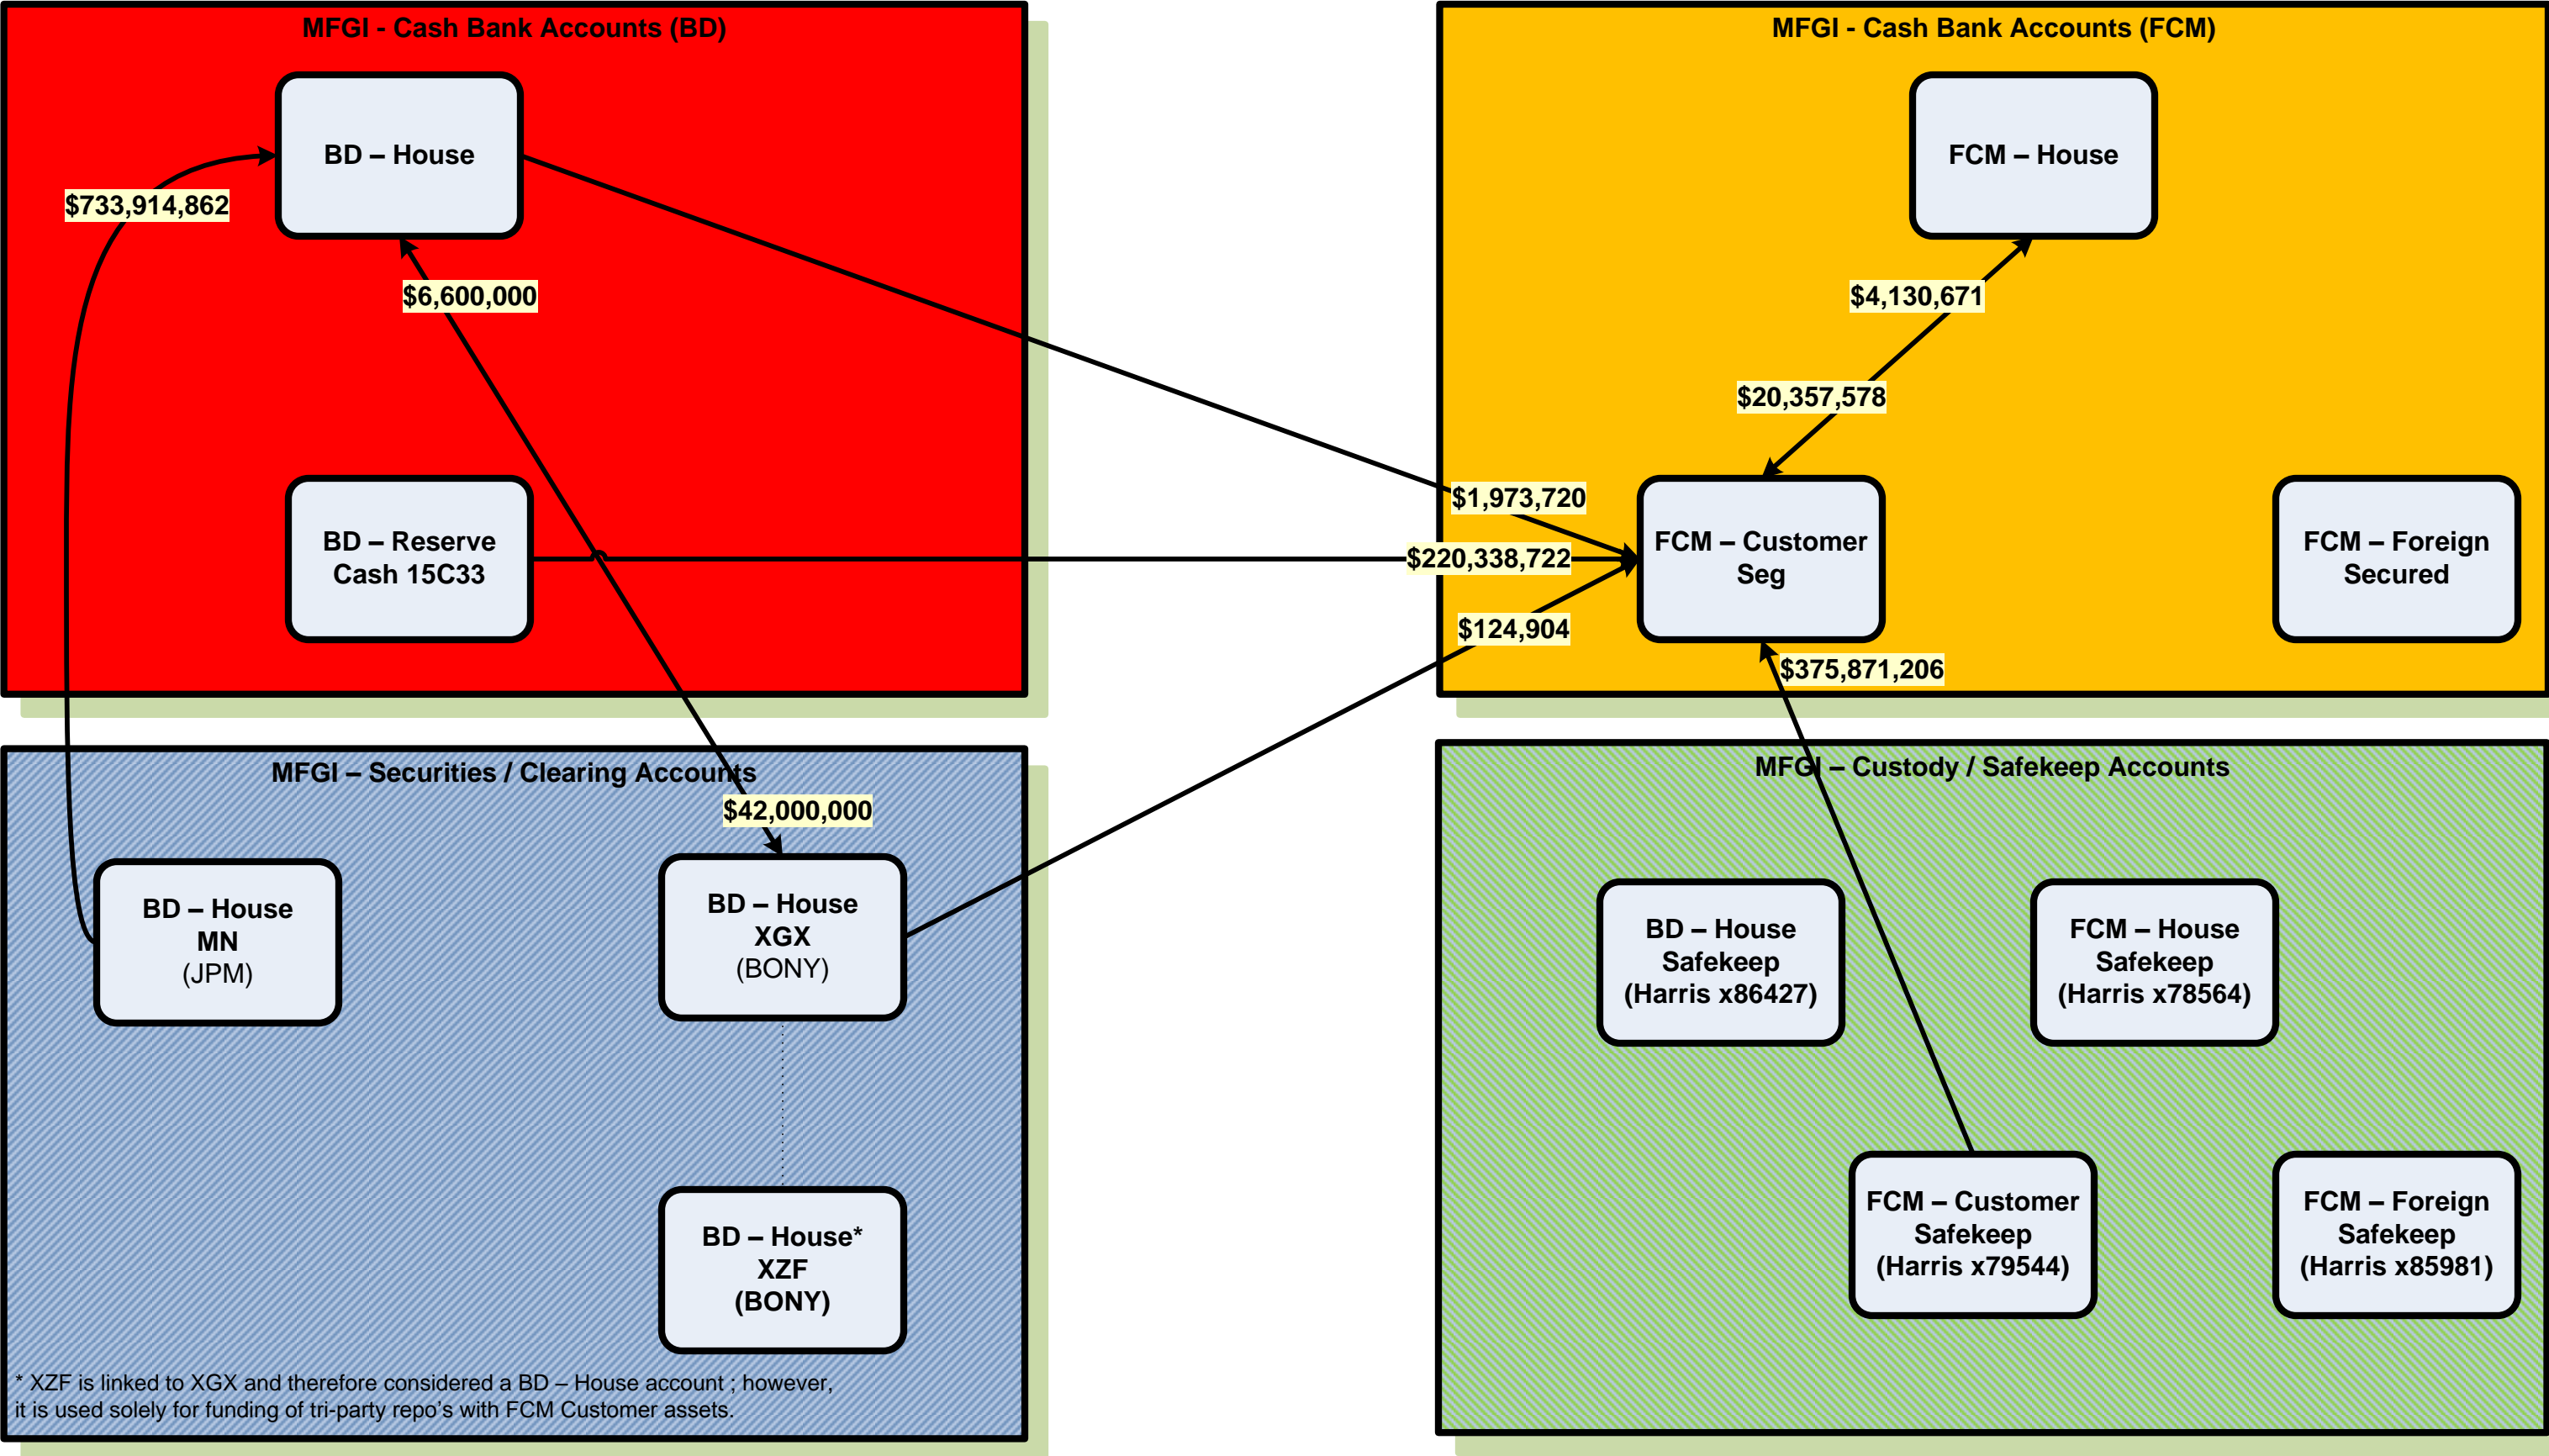 MFGI - Cash Bank Accounts (BD)
BD – House
$733,914,862
$6,600,000
BD – Reserve
Cash 15C33
MFGI - Cash Bank Accounts (FCM)
FCM – House
$4,130,671
$20,357,578
$1,973,720
$220,338,722
$124,904
FCM – Customer
Seg
FCM – Foreign
Secured
$375,871,206
MFGI – Securities / Clearing Accounts
$42,000,000
BD – House
MN
(JPM)
BD – House
XGX
(BONY)
BD – House*
XZF
(BONY)
* XZF is linked to XGX and therefore considered a BD – House account ; however,
it is used solely for funding of tri-party repo’s with FCM Customer assets.
MFGI – Custody / Safekeep Accounts
BD – House
Safekeep
(Harris x86427)
FCM – House
Safekeep
(Harris x78564)
FCM – Customer
Safekeep
(Harris x79544)
FCM – Foreign
Safekeep
(Harris x85981)